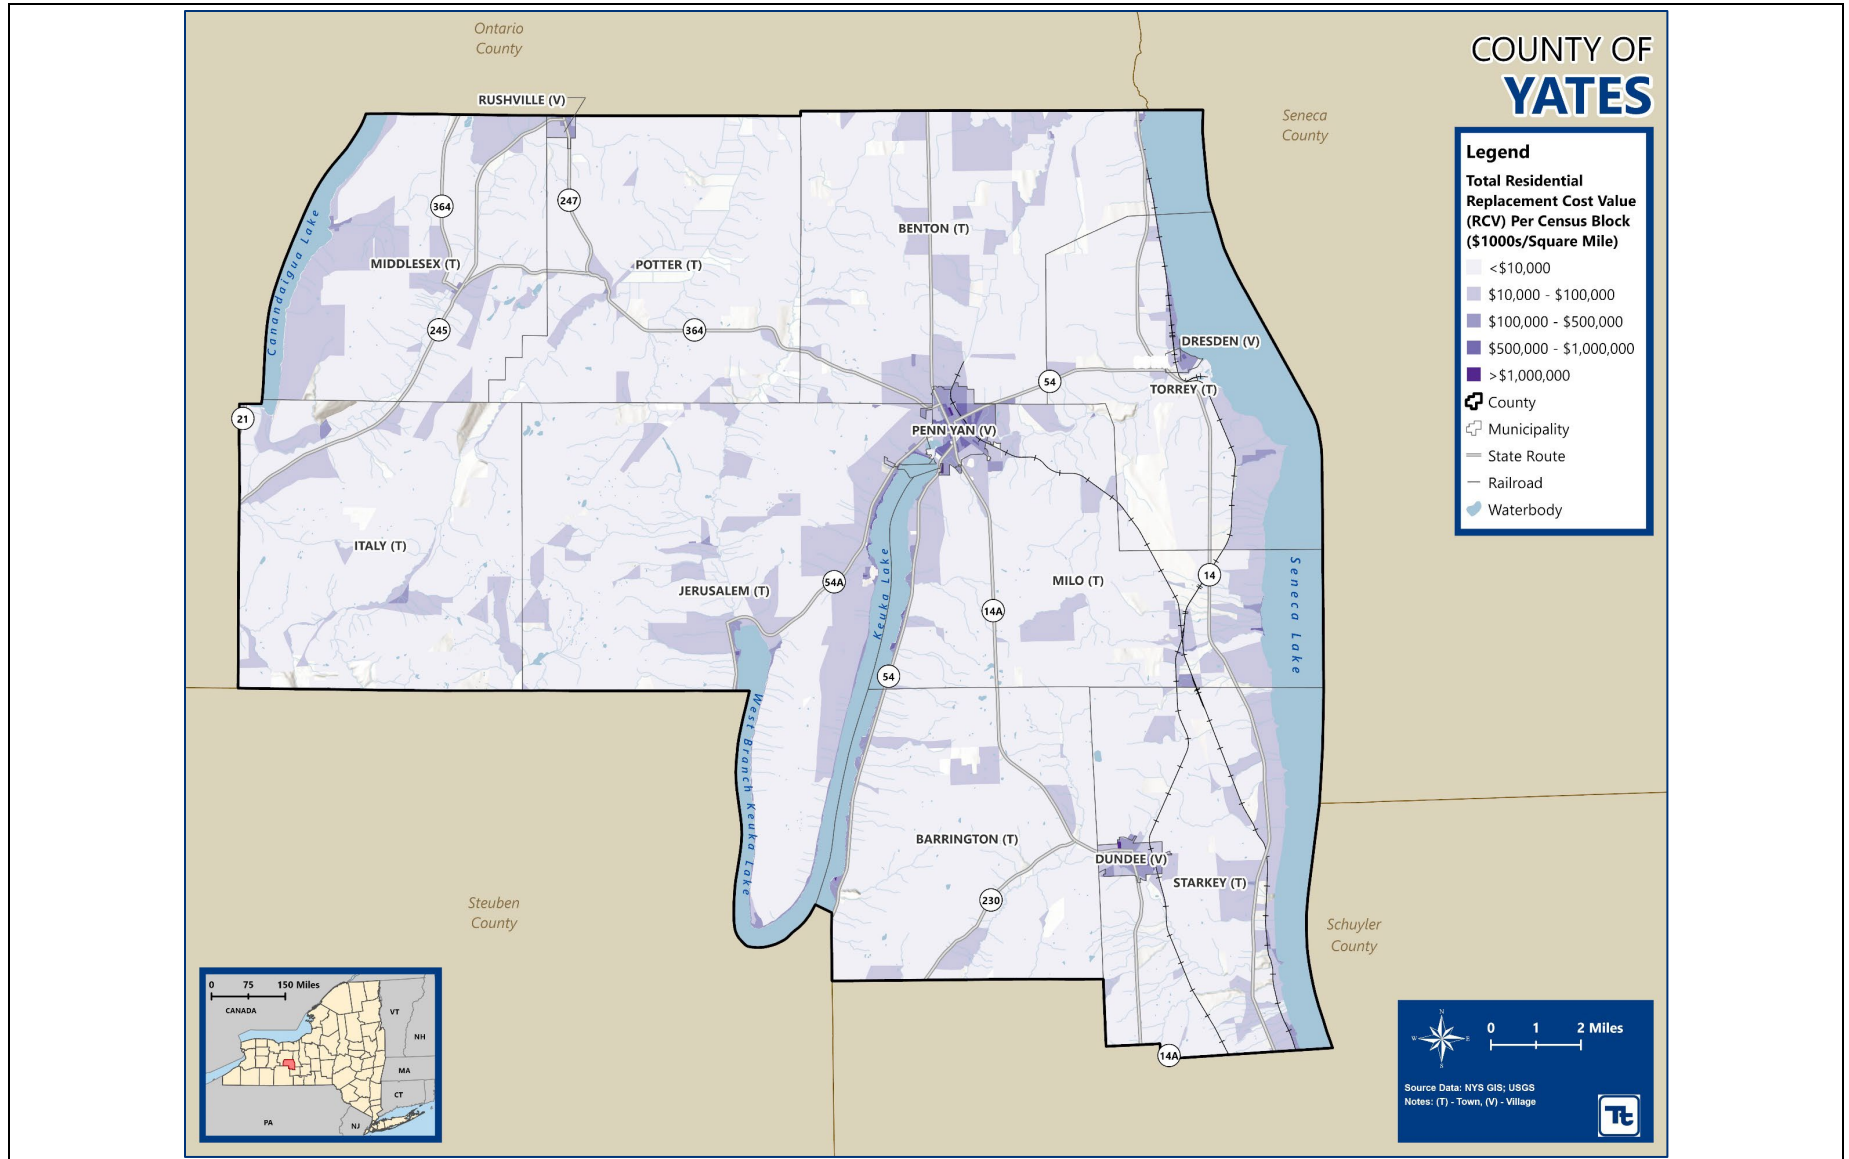 Ontario
County
COUNTY OF
YATES
RUSHVILLE (V)
Seneca
County
Legend
Total Residential
Replacement Cost Value
(RCV) Per Census Block
($1000s/Square Mile)
<$10,000
$10,000 - $100,000
$100,000 - $500,000
$500,000 - $1,000,000
>$1,000,000
County
Municipality
State Route
Railroad
Waterbody
364
247
Canandaigua Lake
BENTON (T)
MIDDLESEX (T)
POTTER (T)
245
364
DRESDEN (V)
54
TORREY (T)
21
PENN YAN (V)
ITALY (T)
Keuka Lake
Seneca Lake
54A
JERUSALEM (T)
MILO (T)
14
14A
54
West Branch Keuka Lake
BARRINGTON (T)
DUNDEE (V)
STARKEY (T)
230
Steuben
County
Schuyler
County
14A
0 75 150 Miles
CANADA
VT
NH
MA
CT
PA
NJ
N
W E
S
0 1 2 Miles
Source Data: NYS GIS; USGS
Notes: (T) - Town, (V) - Village
Tt